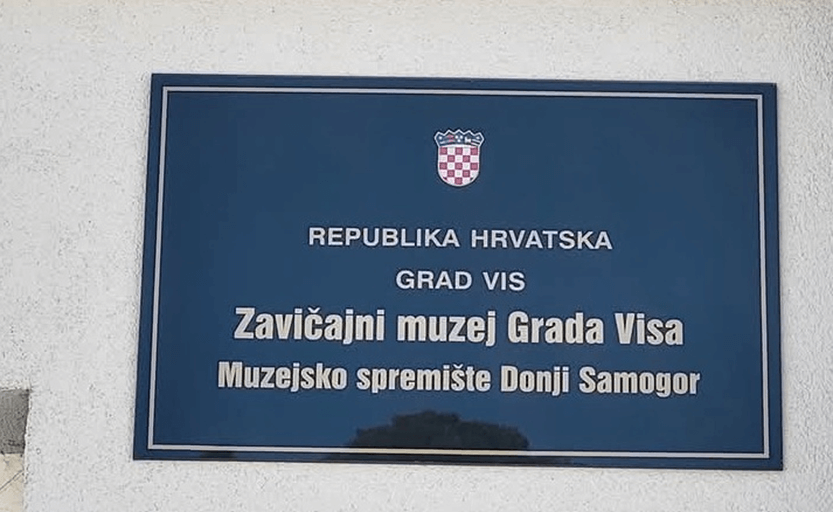 REPUBLIKA HRVATSKA
GRAD VIS
Zavičajni muzej Grada Visa
Muzejsko spremište Donji Samogor